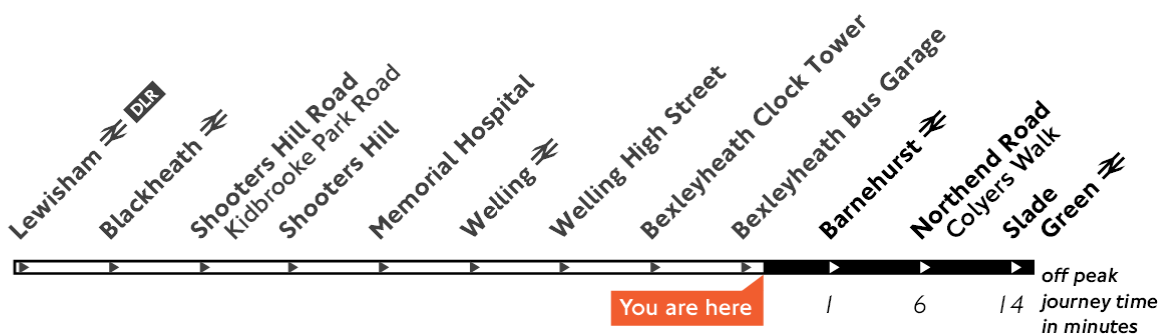 Lewisham DLR
Blackheath
Shooters Hill Road
Kidbrooke Park Road
Shooters Hill
Memorial Hospital
Welling
Welling High Street
Bexleyheath Clock Tower
Bexleyheath Bus Garage
Barnehurst
Northend Road
Colyers Walk
Slade
Green
You are here
1 6 14
off peak
journey time
in minutes